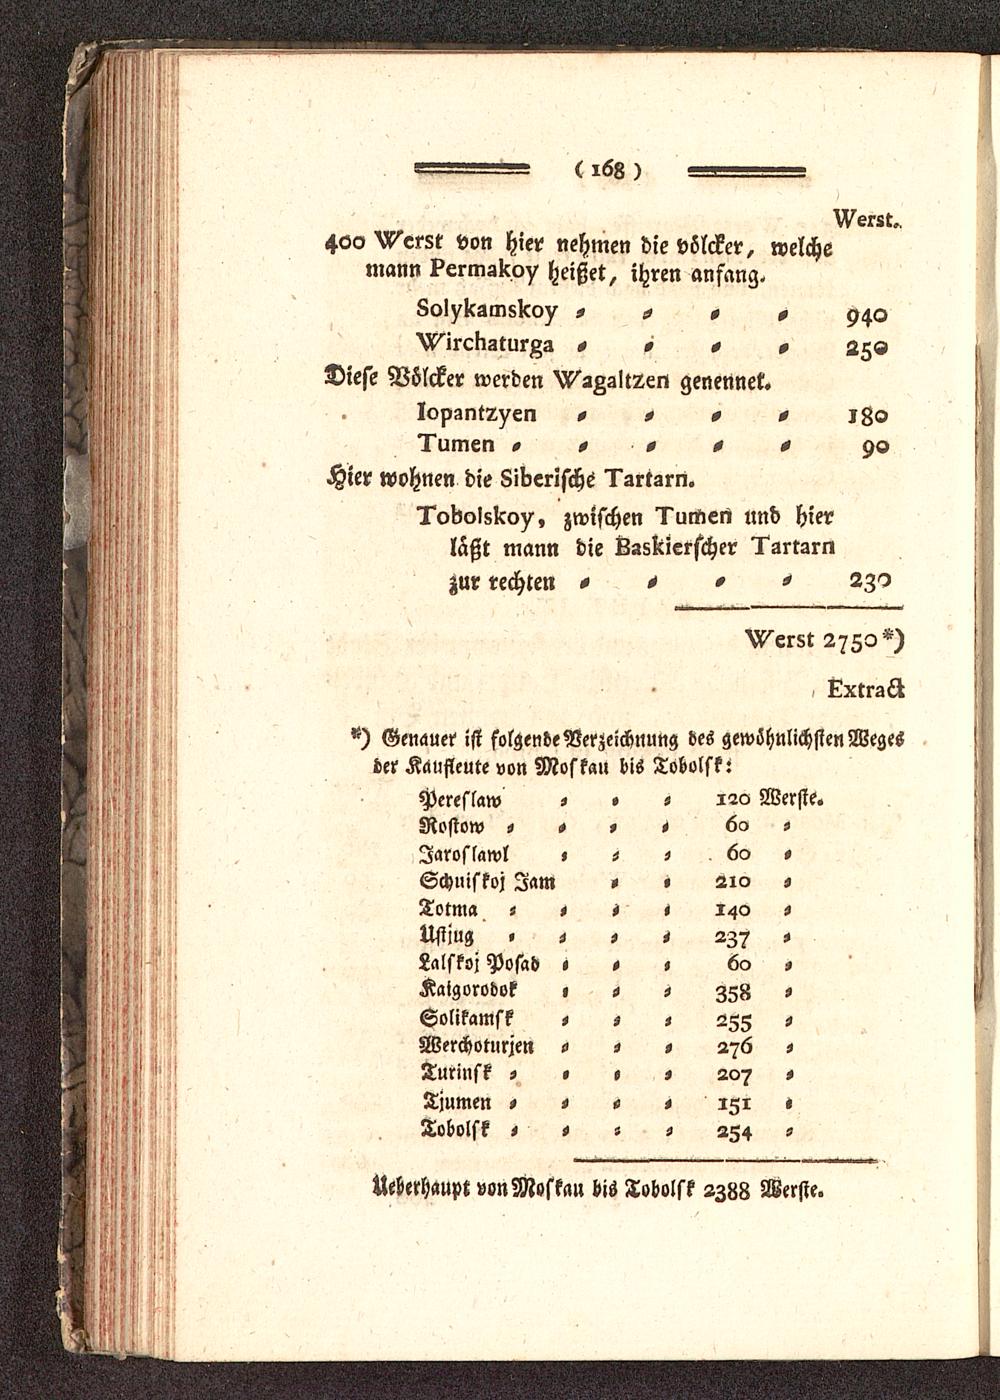 ( 168 )
Werst.
400 Werst von hier nehmen die völcker, welche
mann Permakoy heißet, ihren anfang.
Solykamskoy ⸗ ⸗ ⸗ ⸗ 940
Wirchaturga ⸗ ⸗ ⸗ ⸗ 250
Diese Völcker werden Wagaltzen genennet.
Iopantzyen ⸗ ⸗ ⸗ ⸗ 180
Tumen ⸗ ⸗ ⸗ ⸗ ⸗ 90
Hier wohnen die Siberische Tartarn.
Tobolskoy, zwischen Tumen und hier
läßt mann die Baskierscher Tartarn
zur rechten ⸗ ⸗ ⸗ ⸗ 230
Werst 2750*)
Extract
*) Genauer ist folgende Verzeichnung des gewöhnlichsten Weges
der Kaufleute von Moskau bis Tobolsk:
Pereslaw ⸗ ⸗ ⸗ 120 Werste.
Rostow ⸗ ⸗ ⸗ ⸗ 60 ⸗
Jaroslawl ⸗ ⸗ ⸗ 60 ⸗
Schuiskoj Jam ⸗ ⸗ 210 ⸗
Totma ⸗ ⸗ ⸗ ⸗ 140 ⸗
Ustjug ⸗ ⸗ ⸗ ⸗ 237 ⸗
Lalskoj Posad ⸗ ⸗ ⸗ 60 ⸗
Kaigorodok ⸗ ⸗ ⸗ 358 ⸗
Solikamsk ⸗ ⸗ ⸗ 255 ⸗
Werchoturjen ⸗ ⸗ ⸗ 276 ⸗
Turinsk ⸗ ⸗ ⸗ ⸗ 207 ⸗
Tjumen ⸗ ⸗ ⸗ ⸗ 151 ⸗
Tobolsk ⸗ ⸗ ⸗ ⸗ 254 ⸗
Ueberhaupt von Moskau bis Tobolsk 2388 Werste.